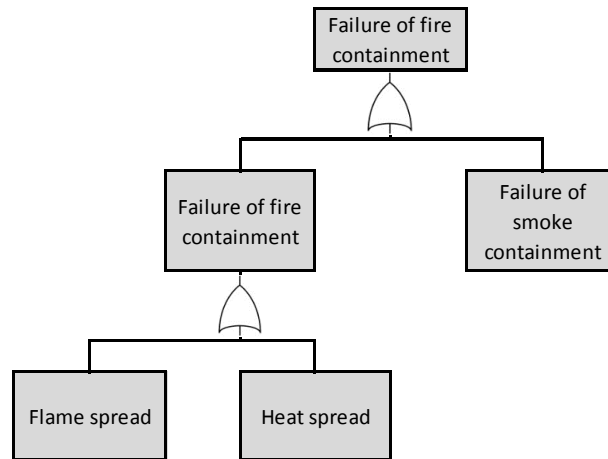 Failure of fire
containment
Failure of fire
containment
Failure of
smoke
containment
Flame spread
Heat spread